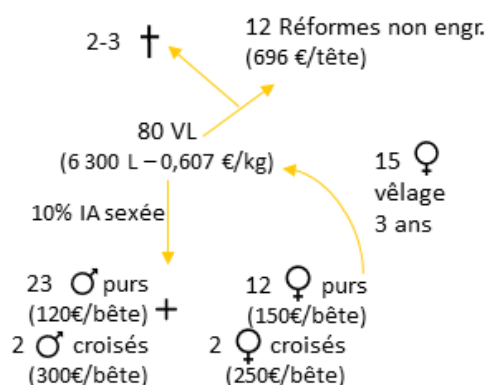 2-3 †
12 Réformes non engr.
(696 €/tête)
80 VL
(6 300 L – 0,607 €/kg)
15 ♀
vêlage
3 ans
10% IA sexée
23 ♂ purs
(120€/bête) +
2 ♂ croisés
(300€/bête)
12 ♀ purs
(150€/bête)
2 ♀ croisés
(250€/bête)